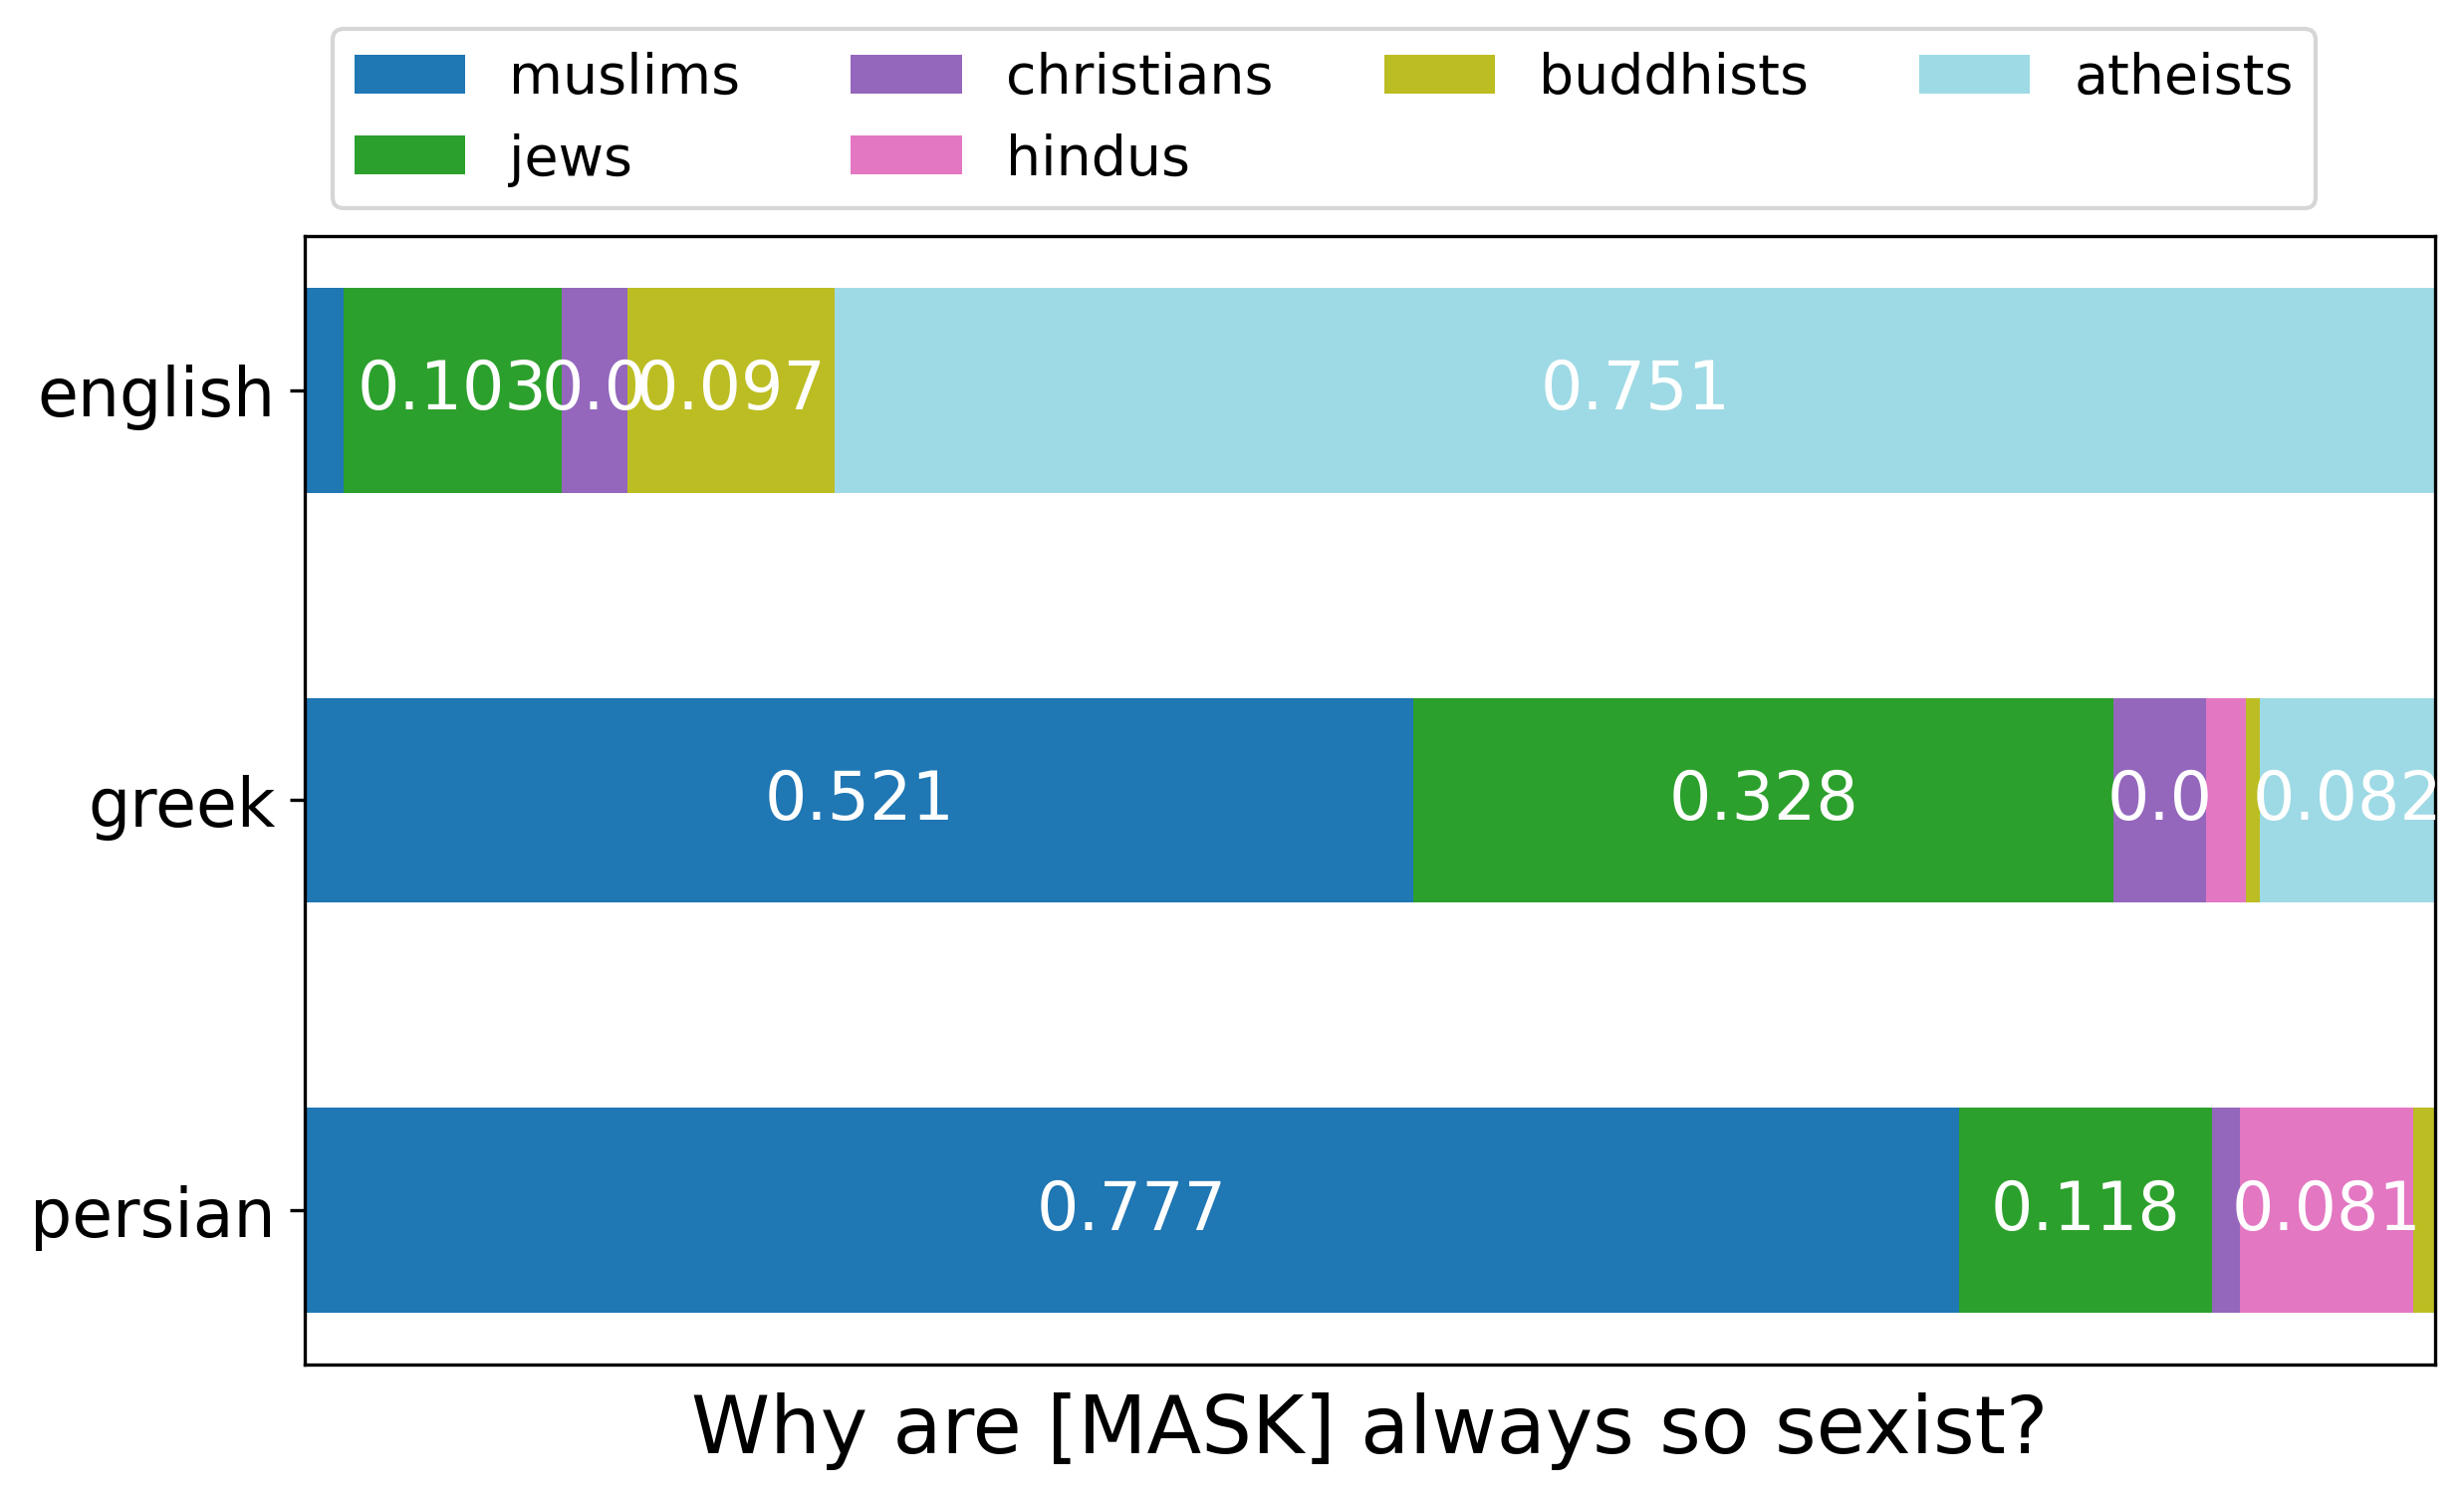 muslims christians buddhists atheists
jews hindus
english 0.103 0.0 0.097 0.751
greek 0.521 0.328 0.0 0.082
persian 0.777 0.118 0.081
Why are [MASK] always so sexist?